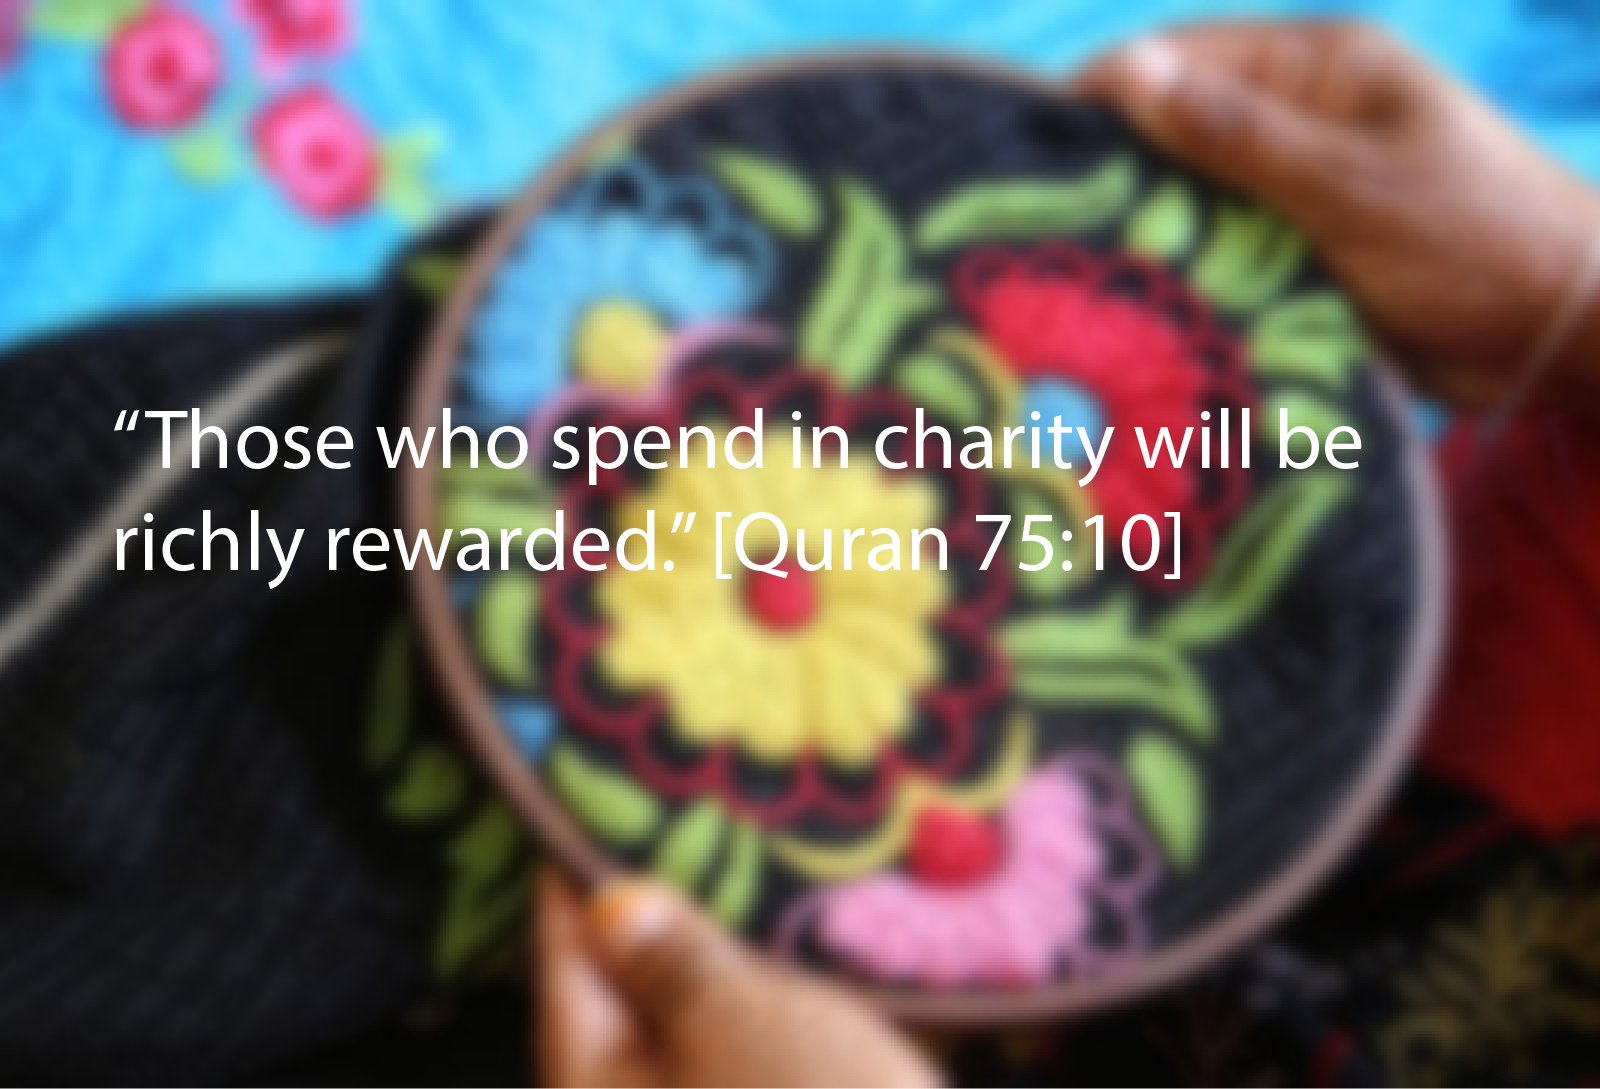 “Those who spend in charity will be
richly rewarded.” [Quran 75:10]